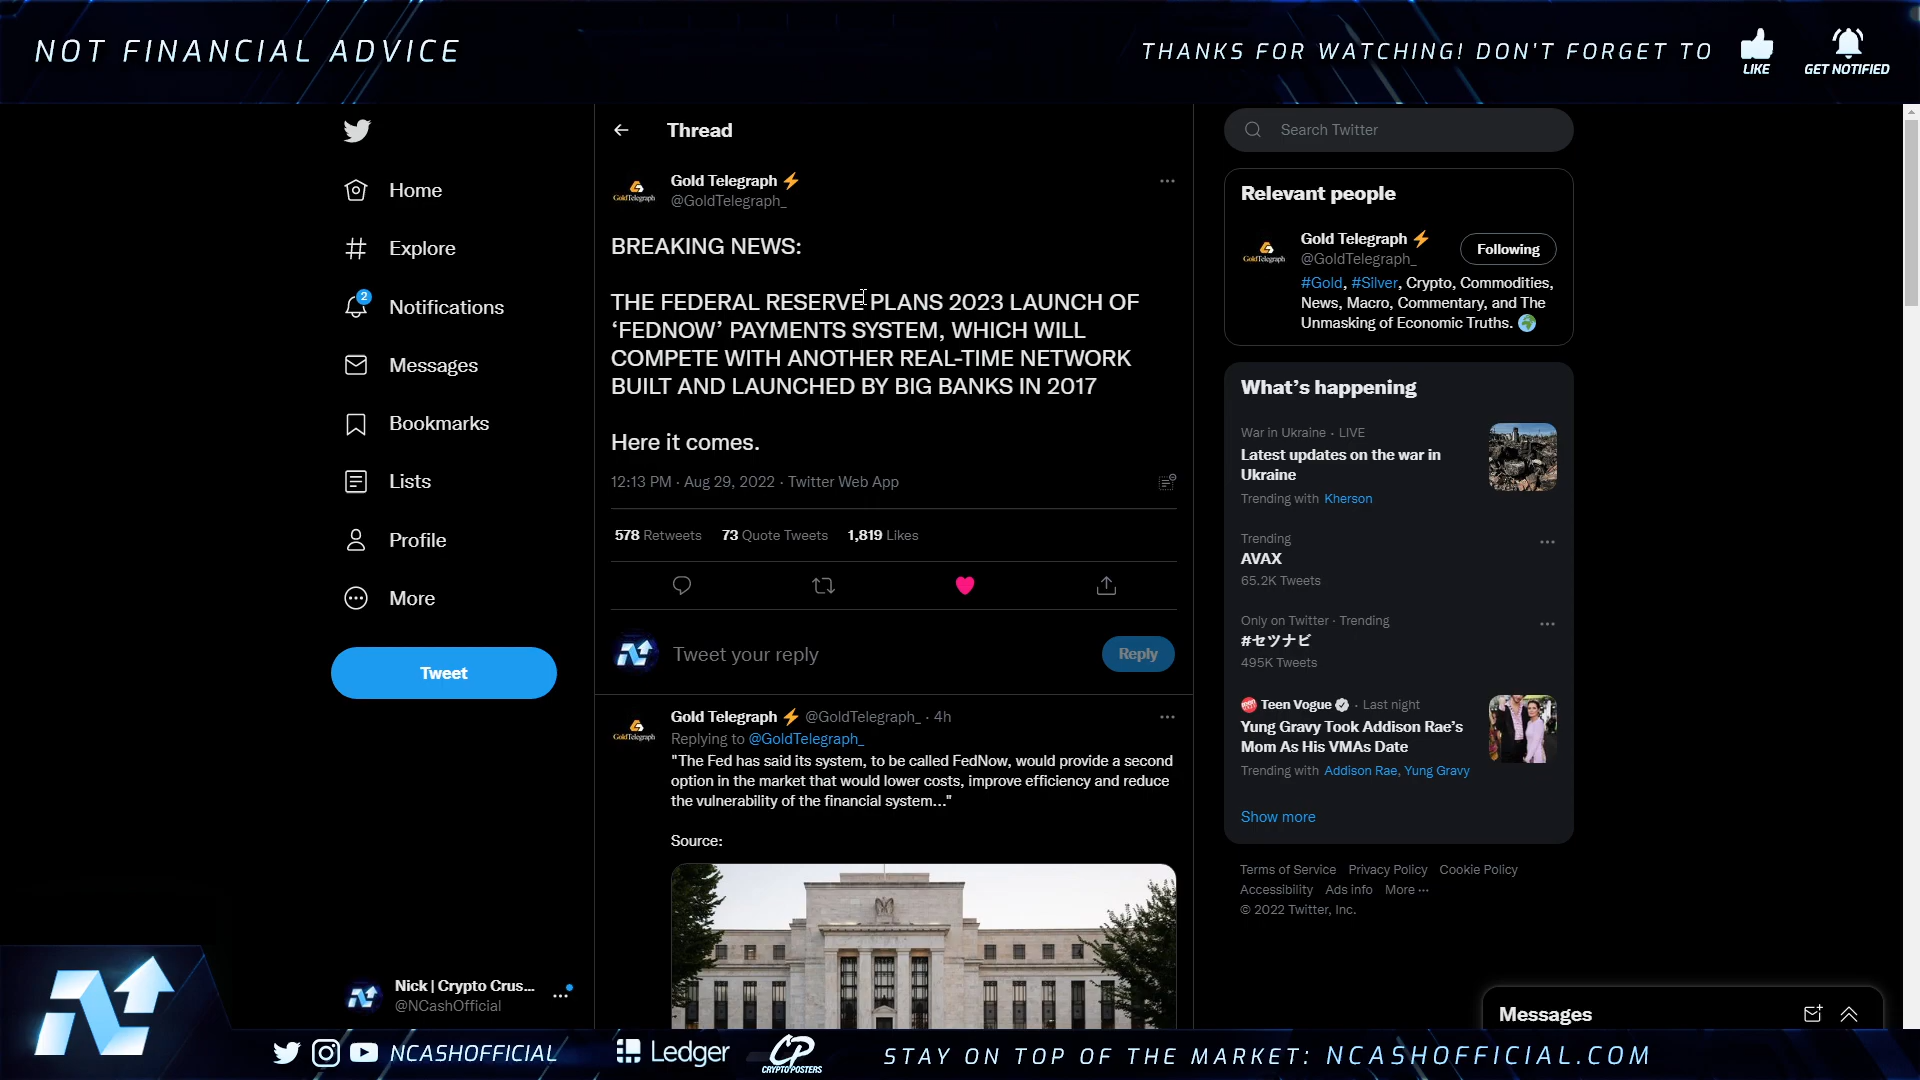 NOT FINANCIAL ADVICE
THANKS FOR WATCHING! DON'T FORGET TO
LIKE
GET NOTIFIED
Home
Explore
2
Notifications
Messages
Bookmarks
Lists
Profile
More
Tweet
Nick | Crypto Crus...
@NCashOfficial
Thread
GoldTelegraph
Gold Telegraph ⚡
@GoldTelegraph_
BREAKING NEWS:
THE FEDERAL RESERVE PLANS 2023 LAUNCH OF
‘FEDNOW’ PAYMENTS SYSTEM, WHICH WILL
COMPETE WITH ANOTHER REAL-TIME NETWORK
BUILT AND LAUNCHED BY BIG BANKS IN 2017
Here it comes.
12:13 PM · Aug 29, 2022 · Twitter Web App
578 Retweets 73 Quote Tweets 1,819 Likes
Tweet your reply
Reply
GoldTelegraph
Gold Telegraph ⚡ @GoldTelegraph_ · 4h
Replying to @GoldTelegraph_
"The Fed has said its system, to be called FedNow, would provide a second
option in the market that would lower costs, improve efficiency and reduce
the vulnerability of the financial system..."
Source:
Search Twitter
Relevant people
GoldTelegraph
Gold Telegraph ⚡
@GoldTelegraph_
Following
#Gold, #Silver, Crypto, Commodities,
News, Macro, Commentary, and The
Unmasking of Economic Truths. 🌍
What’s happening
War in Ukraine · LIVE
Latest updates on the war in
Ukraine
Trending with Kherson
Trending
AVAX
65.2K Tweets
Only on Twitter · Trending
#セツナビ
495K Tweets
Teen Vogue · Last night
Yung Gravy Took Addison Rae’s
Mom As His VMAs Date
Trending with Addison Rae, Yung Gravy
Show more
Terms of Service Privacy Policy Cookie Policy
Accessibility Ads info More ···
© 2022 Twitter, Inc.
Messages
NCASHOFFICIAL
Ledger
CP
CRYPTOPOSTERS
STAY ON TOP OF THE MARKET: NCASHOFFICIAL.COM